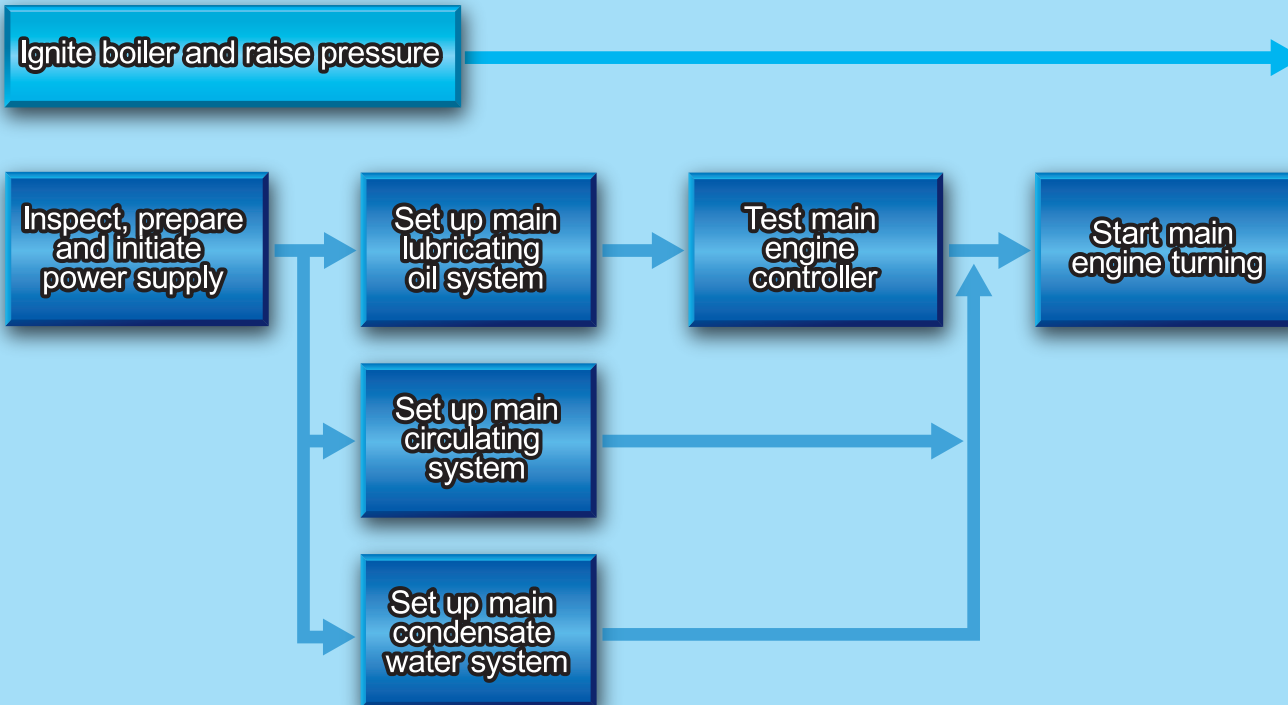 Ignite boiler and raise pressure
Inspect, prepare
and initiate
power supply
Set up main
lubricating
oil system
Test main
engine
controller
Start main
engine turning
Set up main
circulating
system
Set up main
condensate
water system